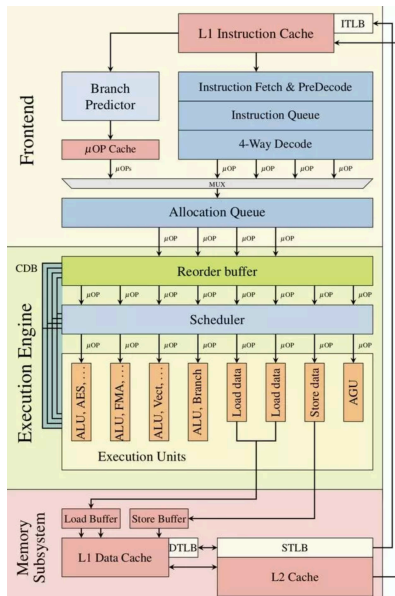 ITLB
L1 Instruction Cache
Frontend
Branch
Predictor
Instruction Fetch & PreDecode
Instruction Queue
4-Way Decode
μOP Cache
μOPs
μOP μOP μOP μOP
MUX
Allocation Queue
μOP μOP μOP μOP
Execution Engine
CDB
Reorder buffer
μOP μOP μOP μOP μOP μOP μOP μOP
Scheduler
μOP μOP μOP μOP μOP μOP μOP μOP
ALU, AES, . . .
ALU, FMA, . . .
ALU, Vect, . . .
ALU, Branch
Load data
Load data
Store data
AGU
Execution Units
Memory
Subsystem
Load Buffer
Store Buffer
L1 Data Cache
DTLB
STLB
L2 Cache